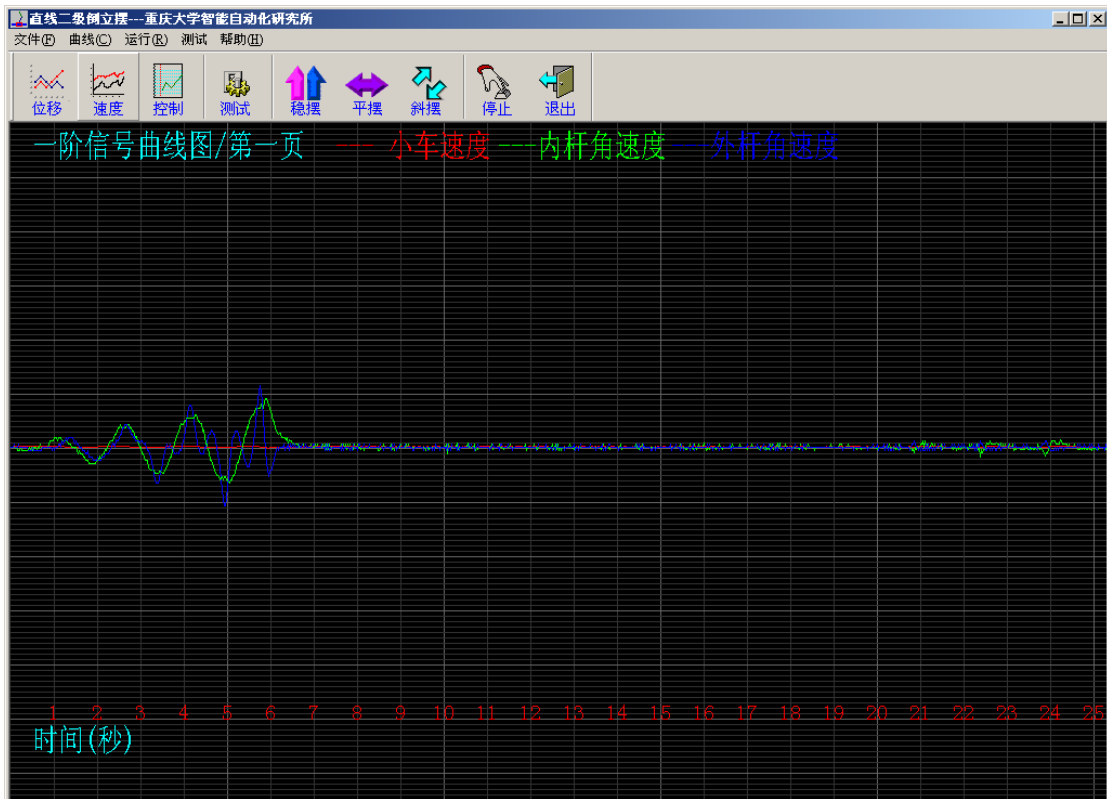 直线二级倒立摆---重庆大学智能自动化研究所
文件(F) 曲线(C) 运行(R) 测试 帮助(H)
位移 速度 控制 测试 稳摆 平摆 斜摆 停止 退出
一阶信号曲线图/第一页 --- 小车速度 ---内杆角速度 ---外杆角速度
1 2 3 4 5 6 7 8 9 10 11 12 13 14 15 16 17 18 19 20 21 22 23 24 25
时间(秒)